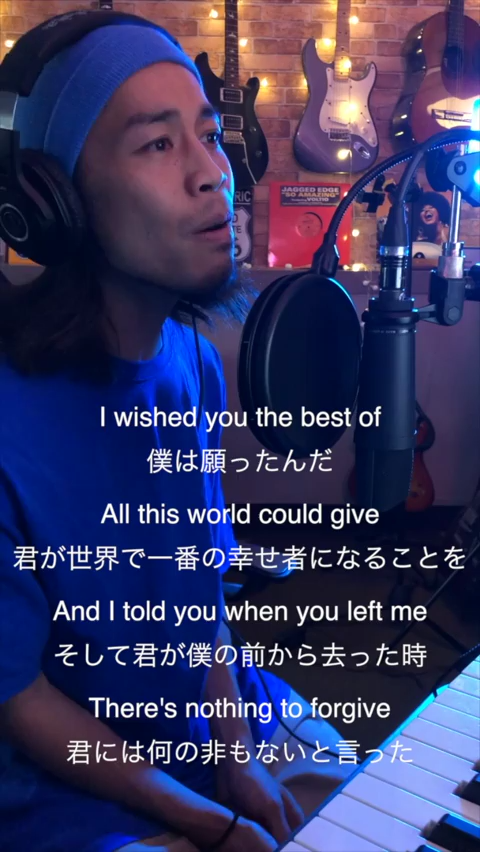 JAGGED EDGE
"SO AMAZING"
VOLTIO
RIC
I wished you the best of
僕は願ったんだ
All this world could give
君が世界で一番の幸せ者になることを
And I told you when you left me
そして君が僕の前から去った時
There's nothing to forgive
君には何の非もないと言った